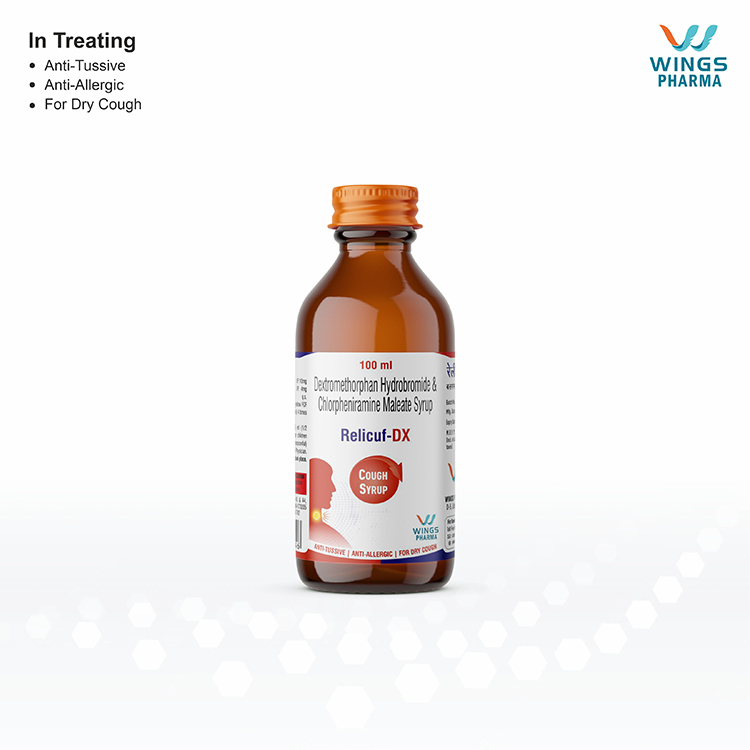 In Treating
• Anti-Tussive
• Anti-Allergic
• For Dry Cough
WINGS
PHARMA
100 ml
Dextromethorphan Hydrobromide &
Chlorpheniramine Maleate Syrup
Relicuf-DX
COUGH
SYRUP
WINGS
PHARMA
ANTI-TUSSIVE | ANTI-ALLERGIC | FOR DRY COUGH